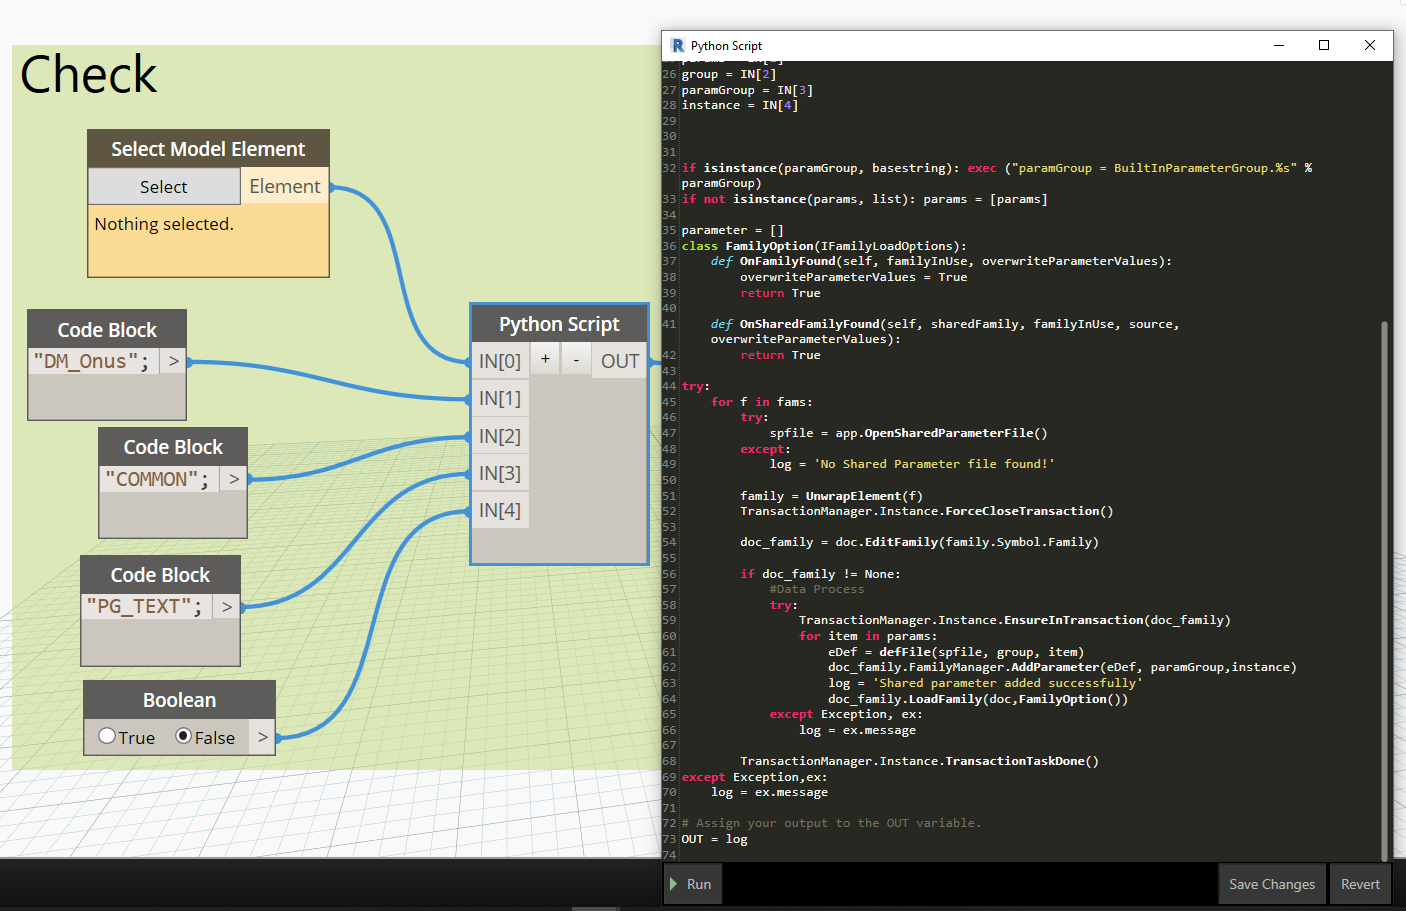 Check
Select Model Element
Select
Element
Nothing selected.
Code Block
"DM_Onus";
>
Code Block
"COMMON";
>
Code Block
"PG_TEXT";
>
Boolean
True
False
>
Python Script
IN[0]
+
-
OUT
IN[1]
IN[2]
IN[3]
IN[4]
Python Script
26 group = IN[2]
27 paramGroup = IN[3]
28 instance = IN[4]
29
30
31
32 if isinstance(paramGroup, basestring): exec ("paramGroup = BuiltInParameterGroup.%s" %
paramGroup)
33 if not isinstance(params, list): params = [params]
34
35 parameter = []
36 class FamilyOption(IFamilyLoadOptions):
37     def OnFamilyFound(self, familyInUse, overwriteParameterValues):
38         overwriteParameterValues = True
39         return True
40
41     def OnSharedFamilyFound(self, sharedFamily, familyInUse, source,
    overwriteParameterValues):
42         return True
43
44 try:
45     for f in fams:
46         try:
47             spfile = app.OpenSharedParameterFile()
48         except:
49             log = 'No Shared Parameter file found!'
50
51         family = UnwrapElement(f)
52         TransactionManager.Instance.ForceCloseTransaction()
53
54         doc_family = doc.EditFamily(family.Symbol.Family)
55
56         if doc_family != None:
57             #Data Process
58             try:
59                 TransactionManager.Instance.EnsureInTransaction(doc_family)
60                 for item in params:
61                     eDef = defFile(spfile, group, item)
62                     doc_family.FamilyManager.AddParameter(eDef, paramGroup,instance)
63                     log = 'Shared parameter added successfully'
64                     doc_family.LoadFamily(doc,FamilyOption())
65             except Exception, ex:
66                 log = ex.message
67
68         TransactionManager.Instance.TransactionTaskDone()
69 except Exception,ex:
70     log = ex.message
71
72 # Assign your output to the OUT variable.
73 OUT = log
74
Run
Save Changes
Revert